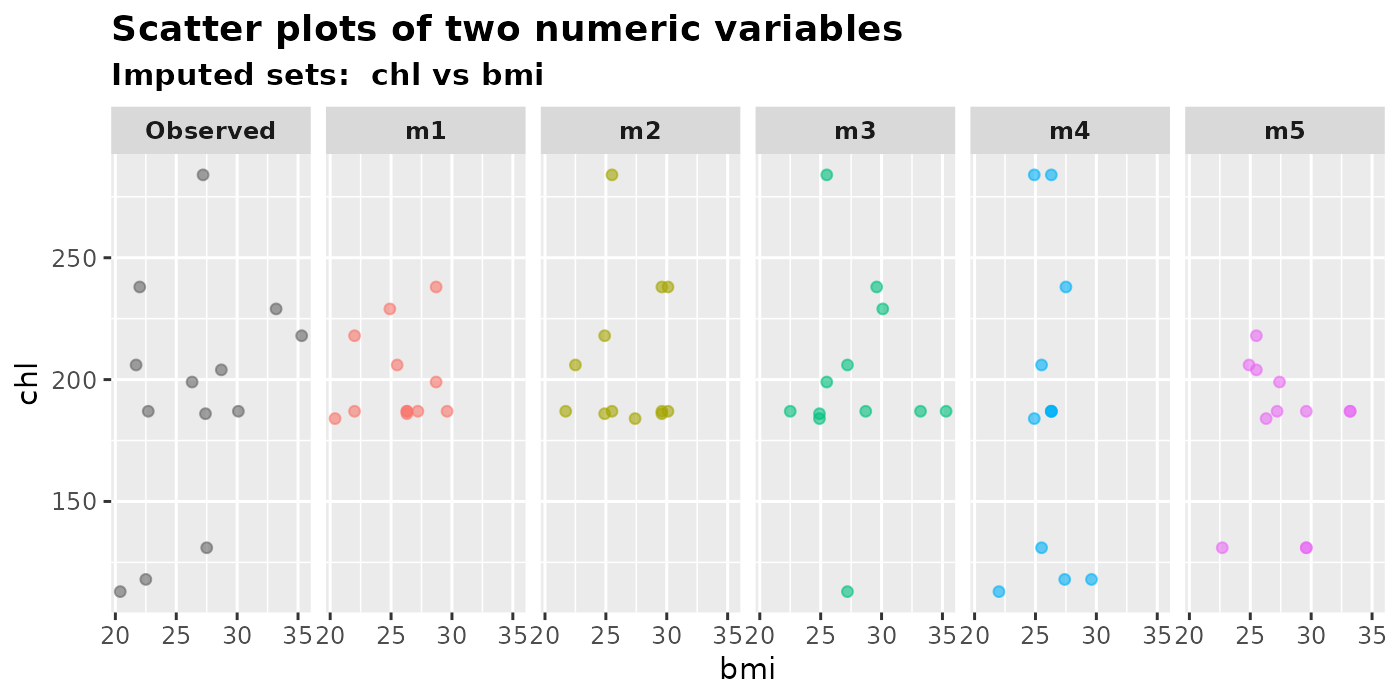 Scatter plots of two numeric variables
Imputed sets:  chl vs bmi
Observed m1 m2 m3 m4 m5
250
200
150
chl
20 25 30 35 20 25 30 35 20 25 30 35 20 25 30 35 20 25 30 35 20 25 30 35
bmi